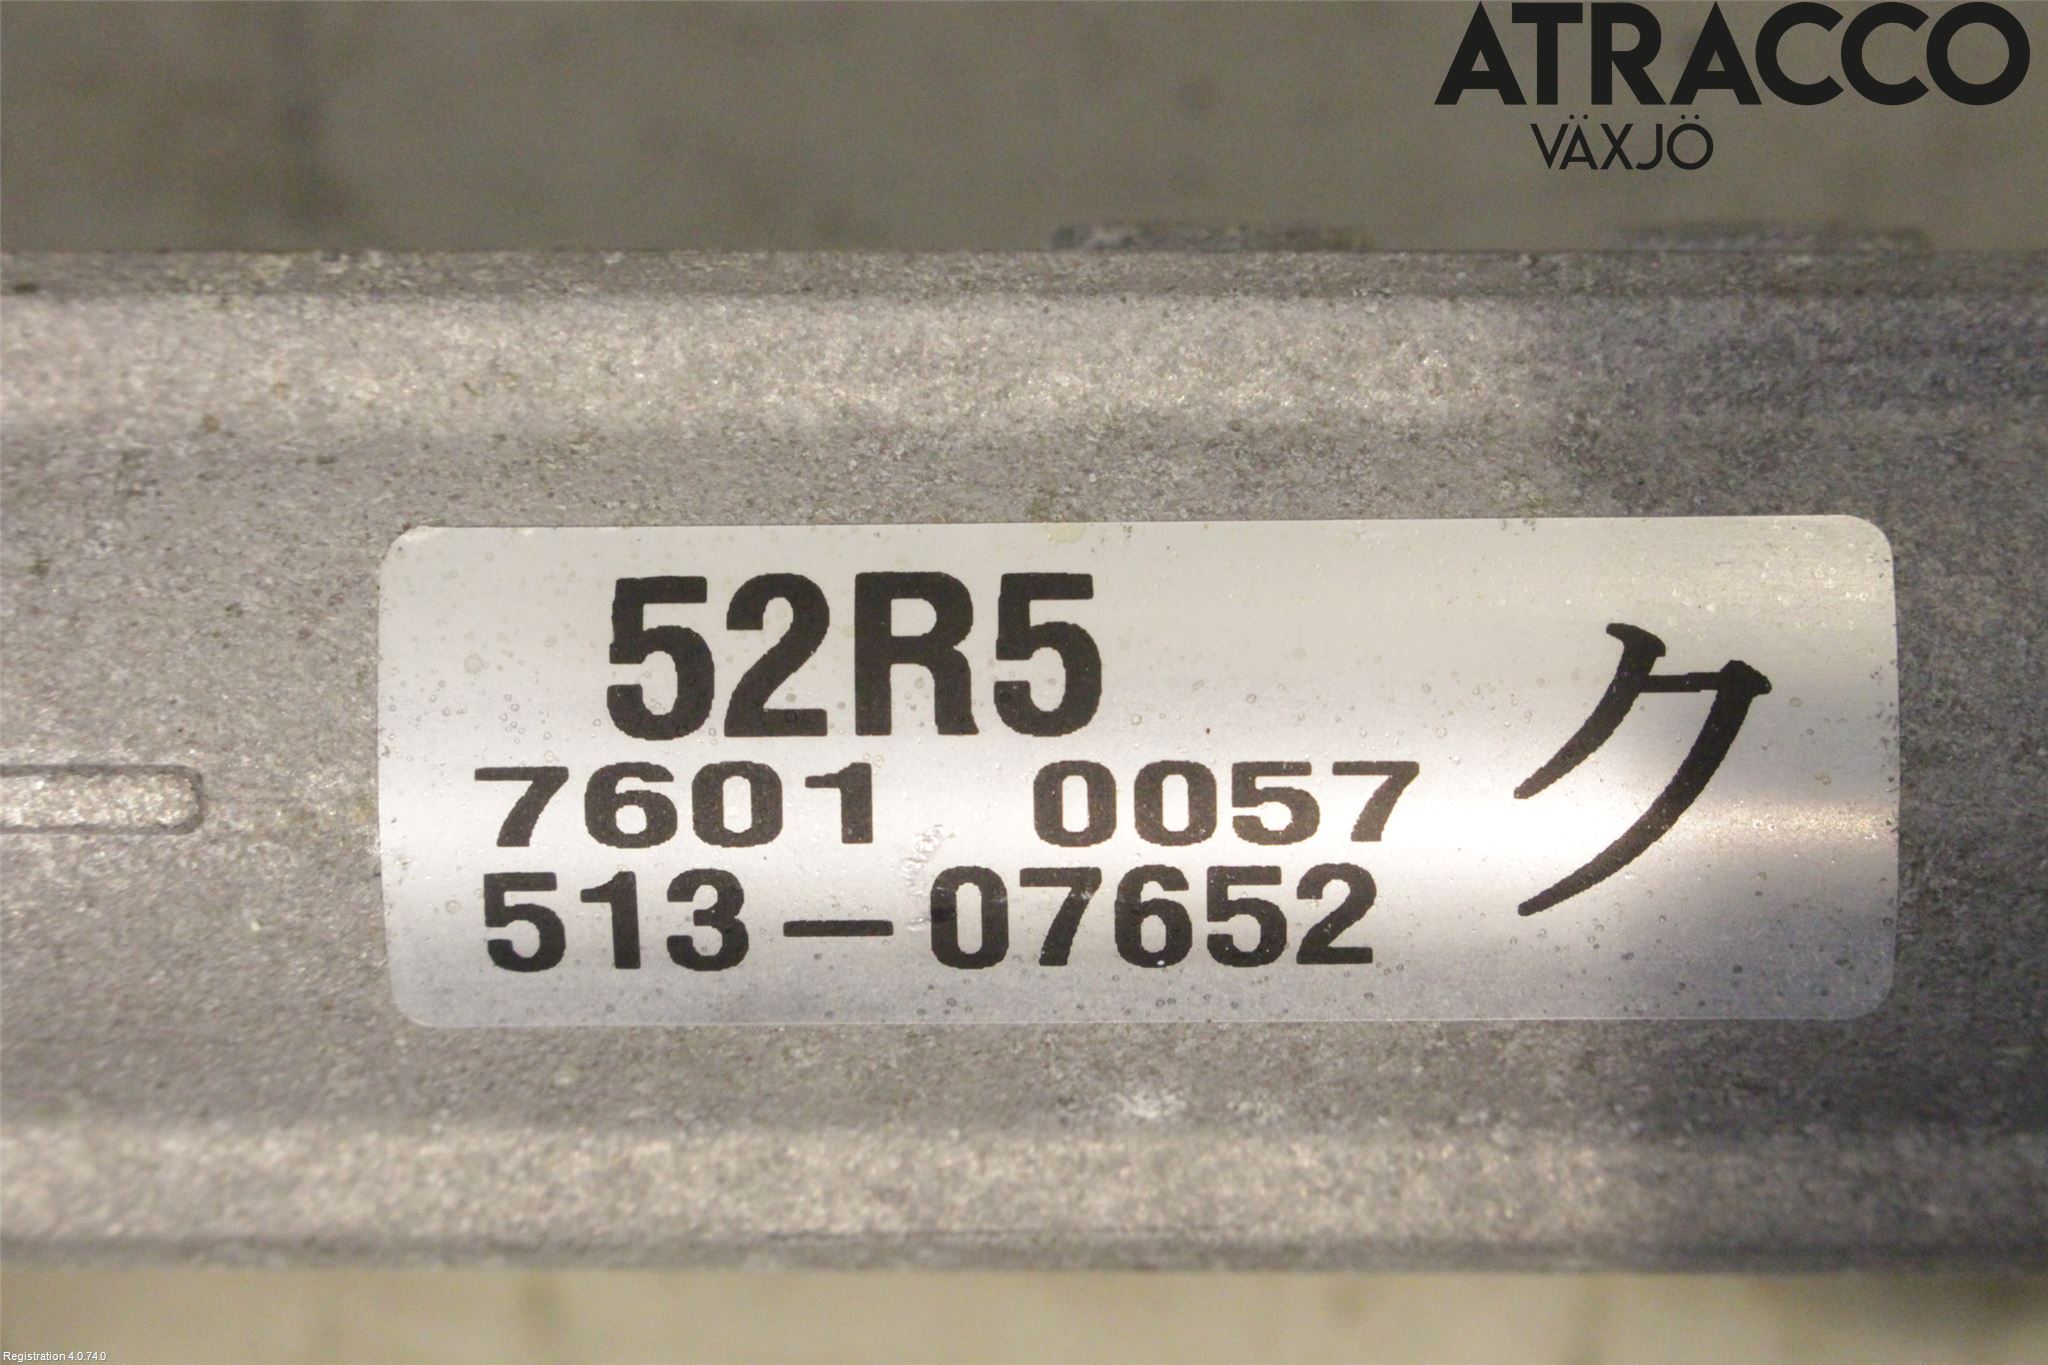 ATRACCO
VÄXJÖ
52R5
7601 0057
513-07652
ク
Registration 4.0.74.0